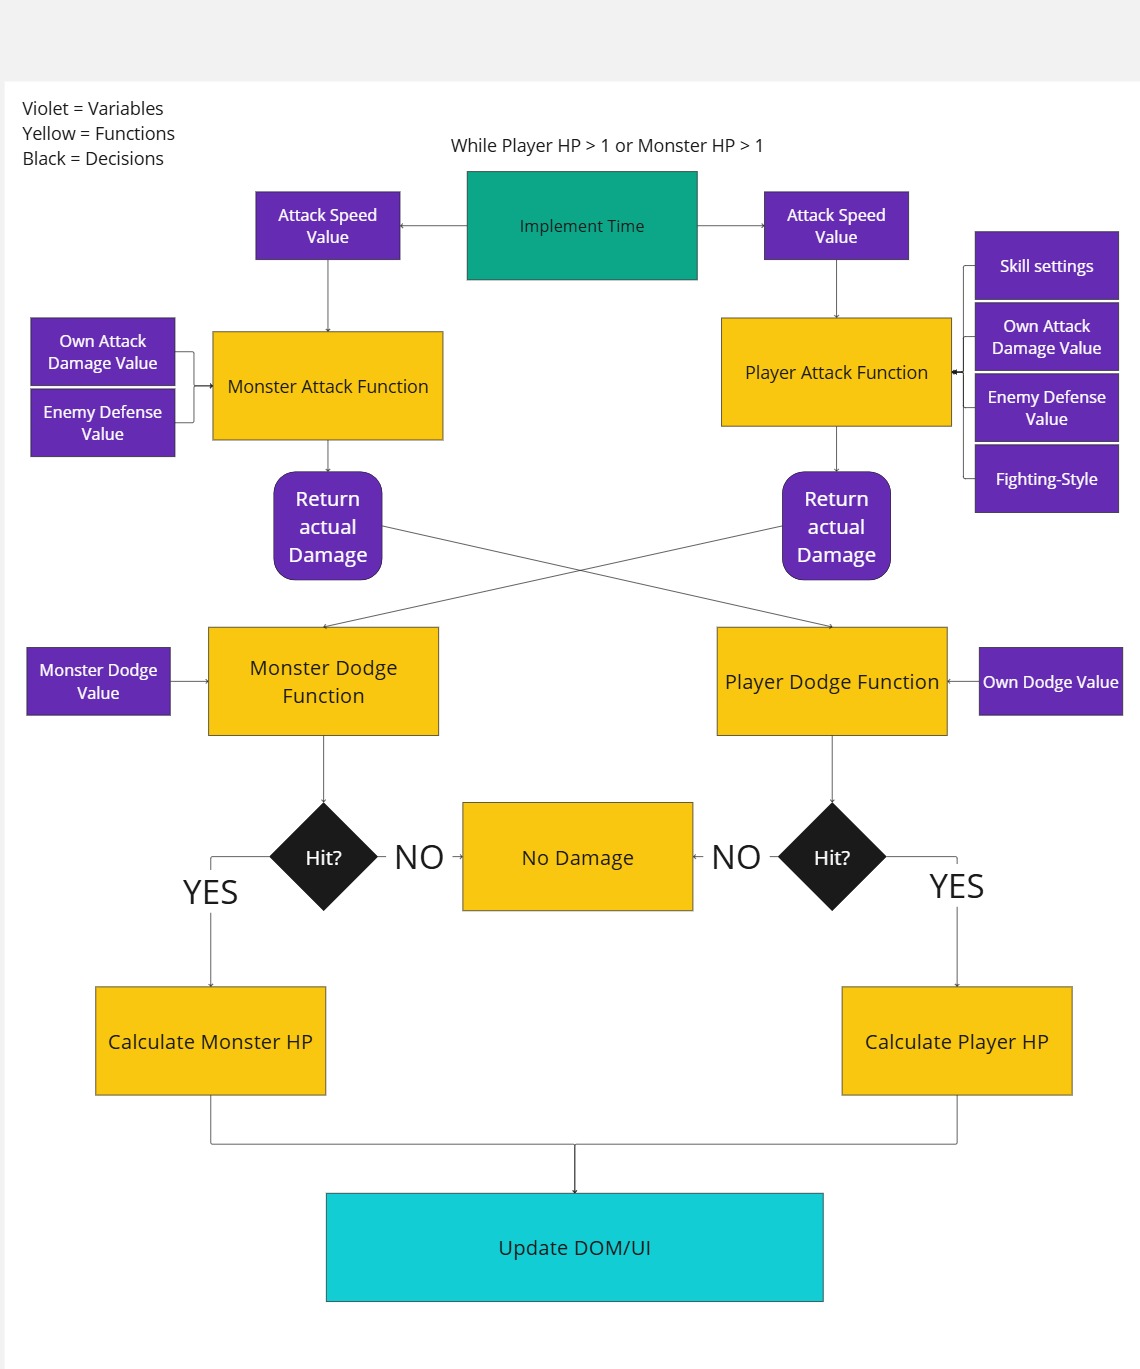 Violet = Variables
Yellow = Functions
Black = Decisions
While Player HP > 1 or Monster HP > 1
Attack Speed
Value
Implement Time
Attack Speed
Value
Skill settings
Own Attack
Damage Value
Enemy Defense
Value
Monster Attack Function
Player Attack Function
Own Attack
Damage Value
Enemy Defense
Value
Fighting-Style
Return
actual
Damage
Return
actual
Damage
Monster Dodge
Value
Monster Dodge
Function
Player Dodge Function
Own Dodge Value
Hit?
NO
No Damage
NO
Hit?
YES
YES
Calculate Monster HP
Calculate Player HP
Update DOM/UI